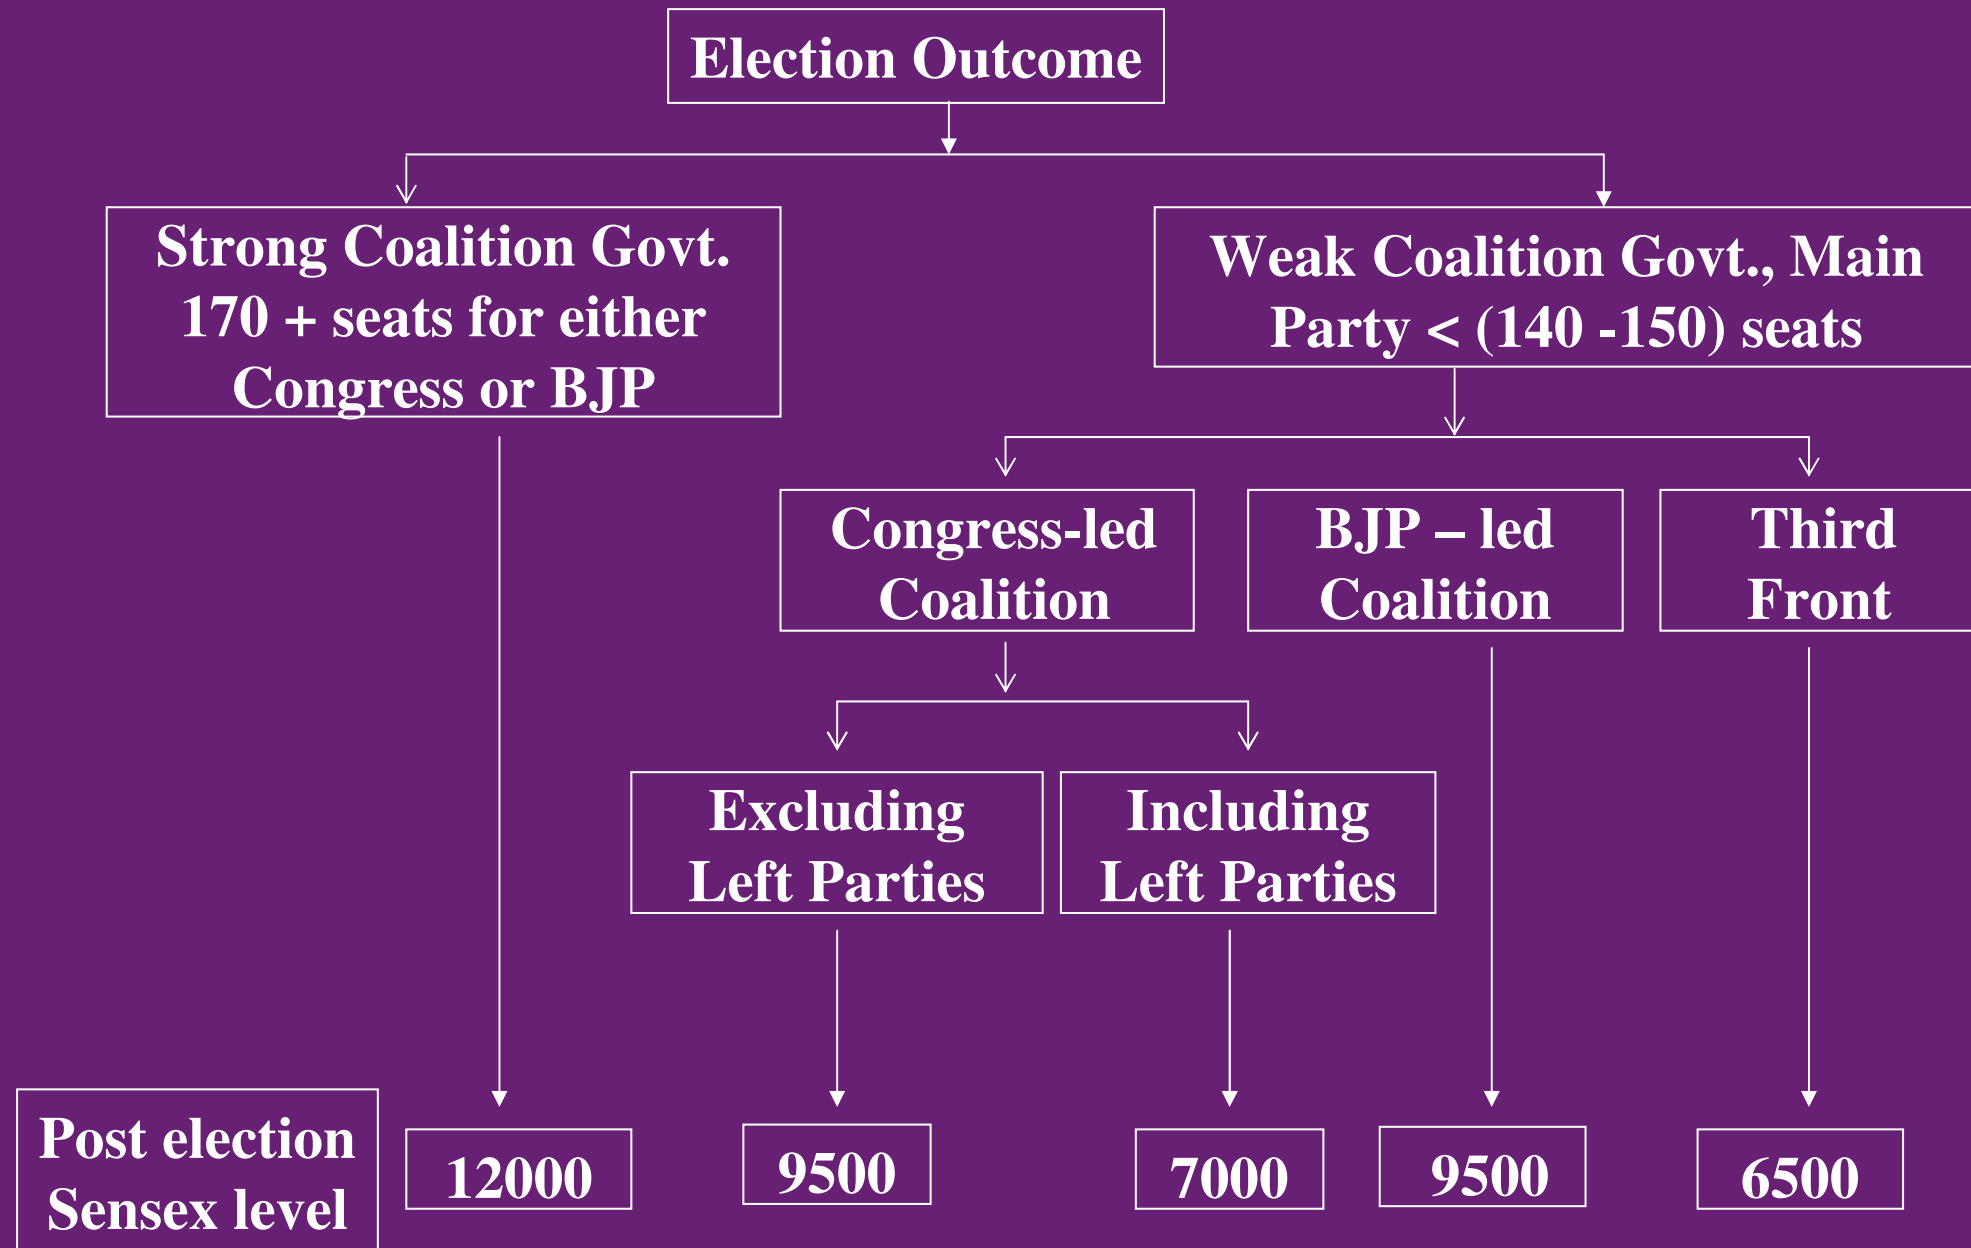 Election Outcome
Strong Coalition Govt.
170 + seats for either
Congress or BJP
Weak Coalition Govt., Main
Party < (140 -150) seats
Congress-led
Coalition
BJP – led
Coalition
Third
Front
Excluding
Left Parties
Including
Left Parties
Post election
Sensex level
12000
9500
7000
9500
6500